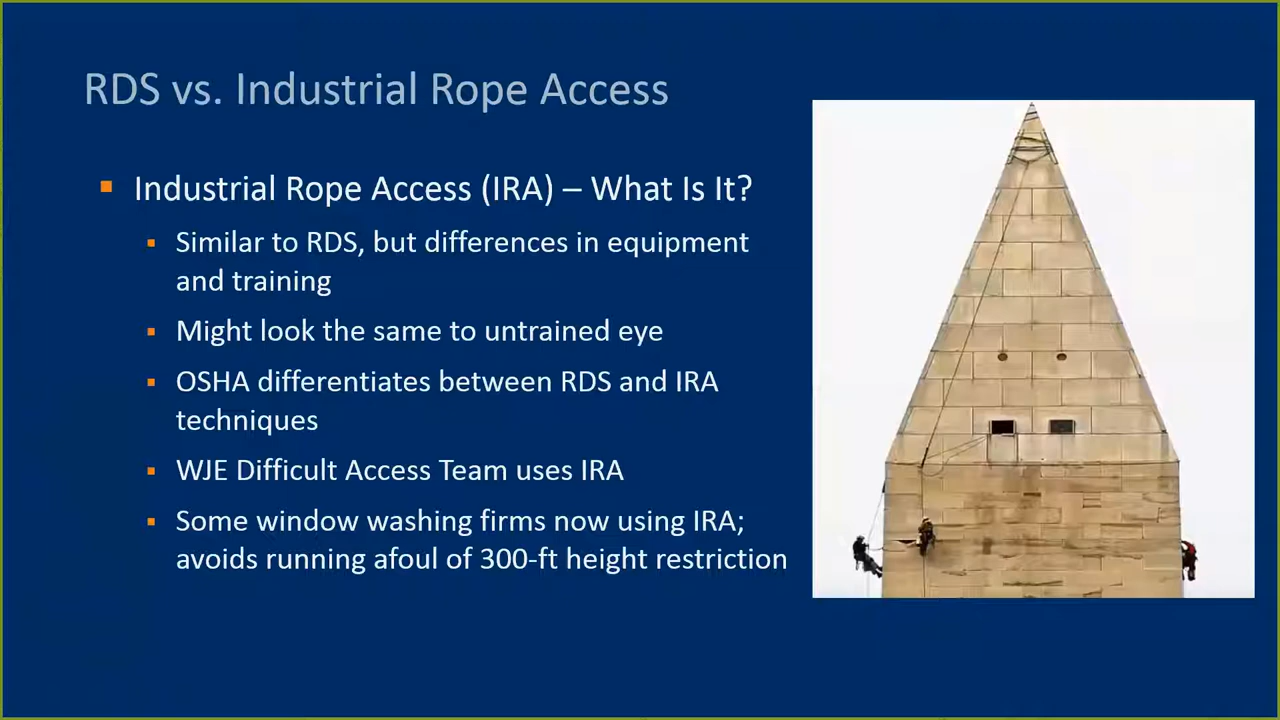 RDS vs. Industrial Rope Access
Industrial Rope Access (IRA) – What Is It?
Similar to RDS, but differences in equipment
and training
Might look the same to untrained eye
OSHA differentiates between RDS and IRA
techniques
WJE Difficult Access Team uses IRA
Some window washing firms now using IRA;
avoids running afoul of 300-ft height restriction